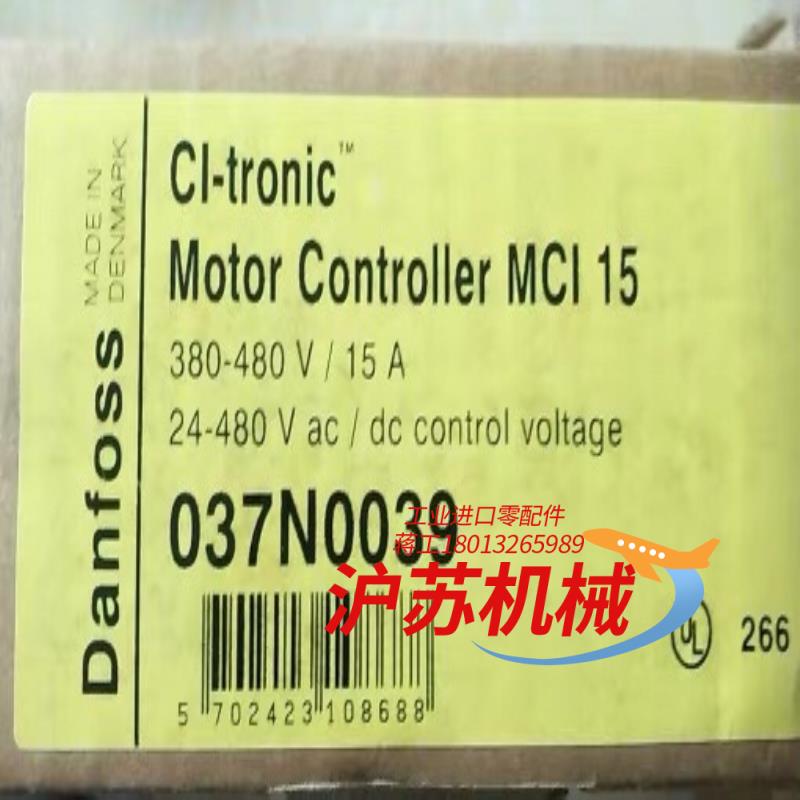 MADE IN
DENMARK
Danfoss
CI-tronic™
Motor Controller MCI 15
380-480 V / 15 A
24-480 V ac / dc control voltage
037N0039
工业进口零配件
蒋工18013265989
沪苏机械
5 702423 108688
UL
266